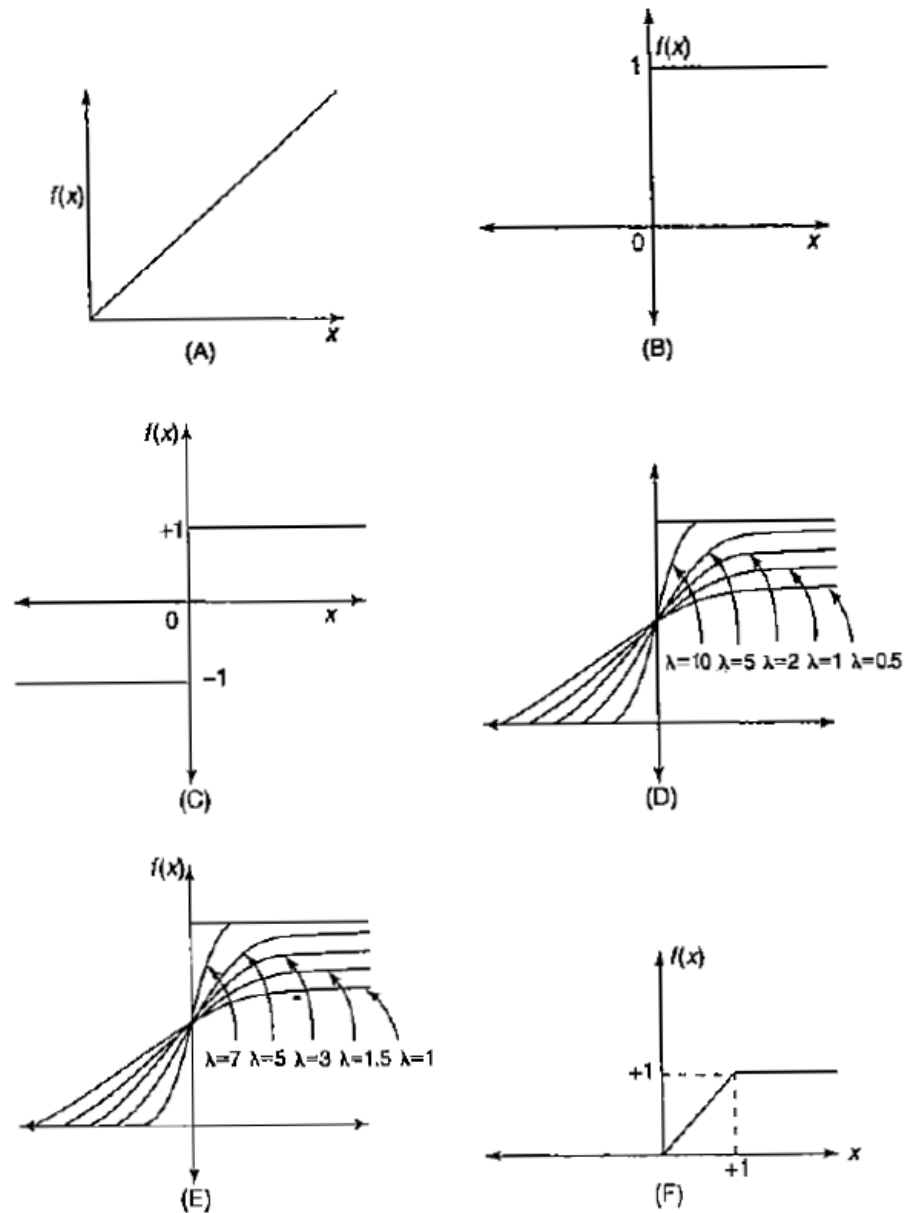 f(x)
x
(A)
f(x)
1
0
x
(B)
f(x)
+1
0
x
−1
(C)
λ=10 λ=5 λ=2 λ=1 λ=0.5
(D)
f(x)
λ=7 λ=5 λ=3 λ=1.5 λ=1
(E)
f(x)
+1
x
+1
(F)